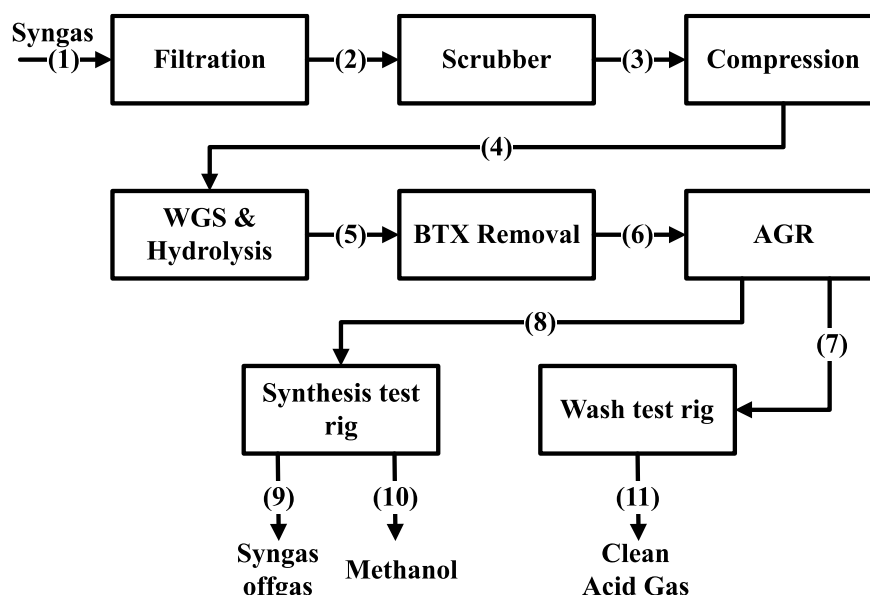 Syngas
(1)
Filtration
(2)
Scrubber
(3)
Compression
(4)
WGS &
Hydrolysis
(5)
BTX Removal
(6)
AGR
(8)
(7)
Synthesis test
rig
Wash test rig
(9)
(10)
(11)
Syngas
offgas
Methanol
Clean
Acid Gas